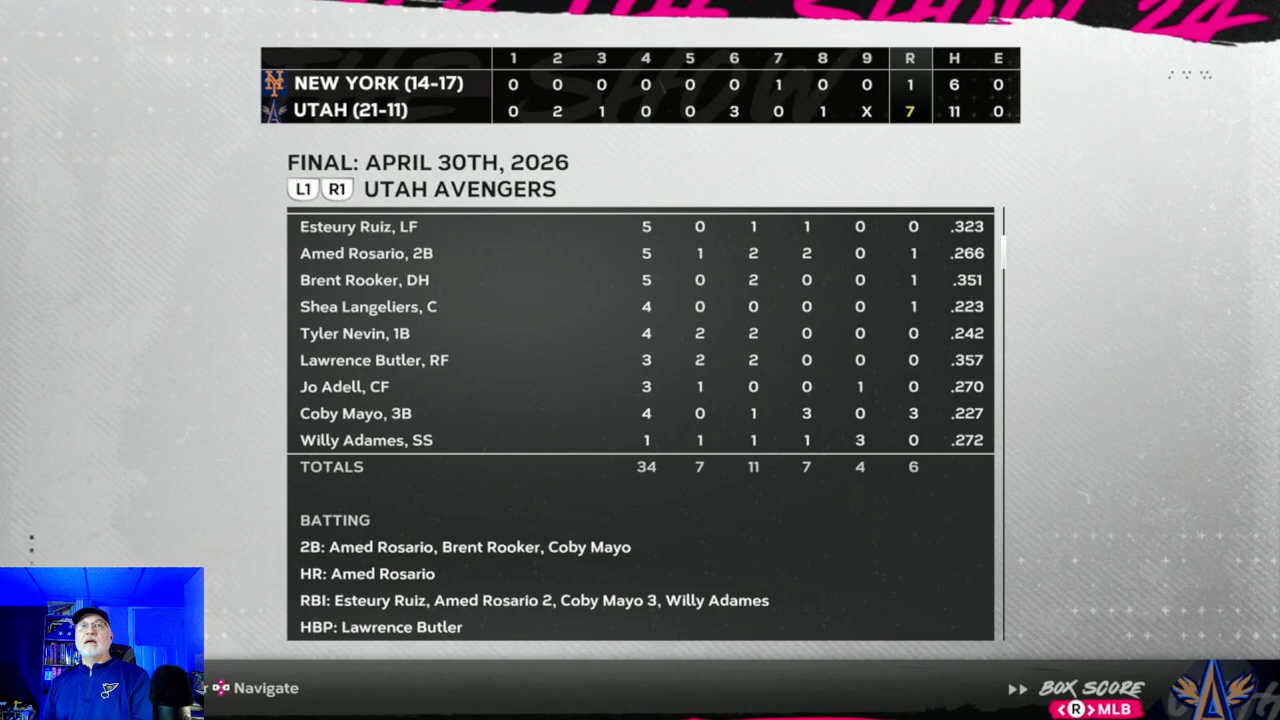 THE SHOW 24
1 2 3 4 5 6 7 8 9 R H E
NEW YORK (14-17) 0 0 0 0 0 0 1 0 0 1 6 0
UTAH (21-11) 0 2 1 0 0 3 0 1 X 7 11 0
FINAL: APRIL 30TH, 2026
L1 R1 UTAH AVENGERS
Esteury Ruiz, LF 5 0 1 1 0 0 .323
Amed Rosario, 2B 5 1 2 2 0 1 .266
Brent Rooker, DH 5 0 2 0 0 1 .351
Shea Langeliers, C 4 0 0 0 0 1 .223
Tyler Nevin, 1B 4 2 2 0 0 0 .242
Lawrence Butler, RF 3 2 2 0 0 0 .357
Jo Adell, CF 3 1 0 0 1 0 .270
Coby Mayo, 3B 4 0 1 3 0 3 .227
Willy Adames, SS 1 1 1 1 3 0 .272
TOTALS 34 7 11 7 4 6
BATTING
2B: Amed Rosario, Brent Rooker, Coby Mayo
HR: Amed Rosario
RBI: Esteury Ruiz, Amed Rosario 2, Coby Mayo 3, Willy Adames
HBP: Lawrence Butler
Navigate
BOX SCORE
R MLB